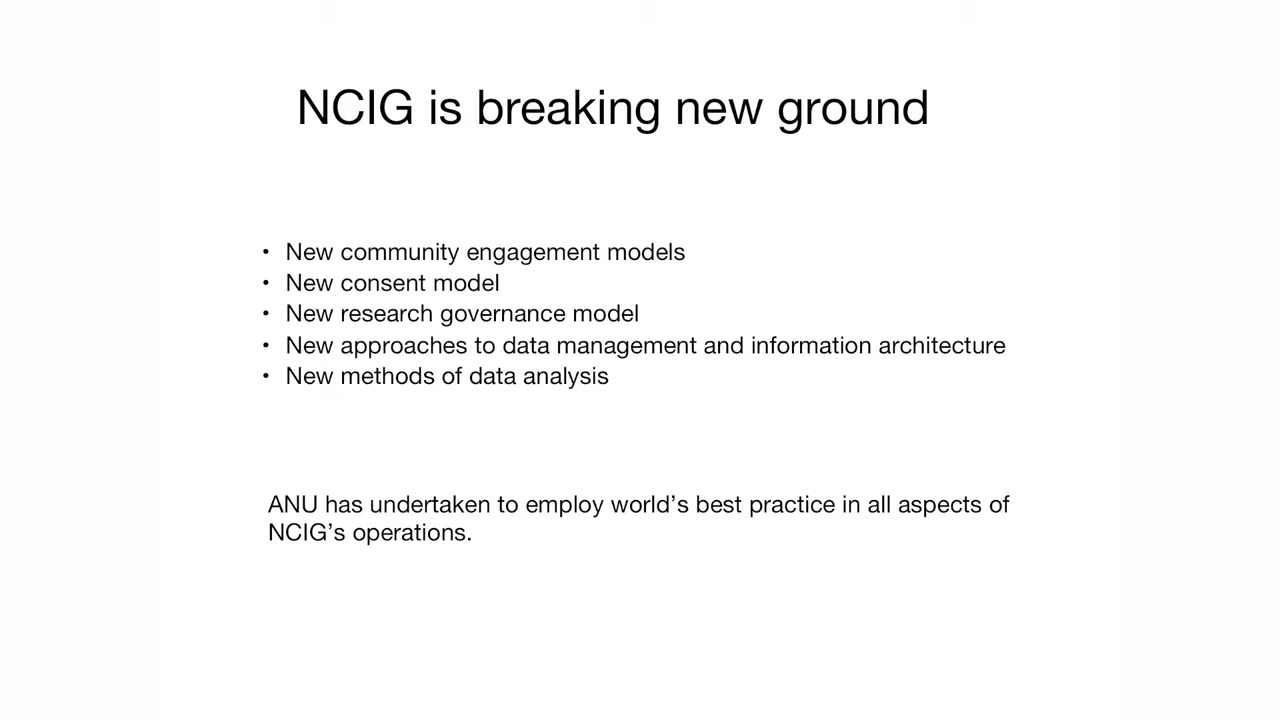 NCIG is breaking new ground
• New community engagement models
• New consent model
• New research governance model
• New approaches to data management and information architecture
• New methods of data analysis
ANU has undertaken to employ world’s best practice in all aspects of
NCIG’s operations.